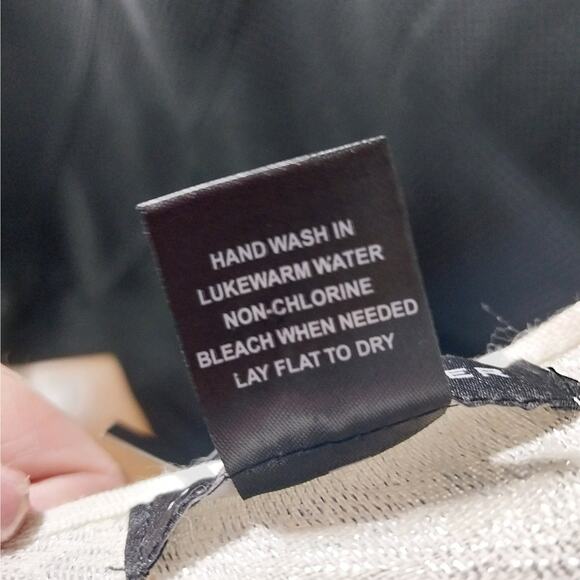 HAND WASH IN
LUKEWARM WATER
NON-CHLORINE
BLEACH WHEN NEEDED
LAY FLAT TO DRY